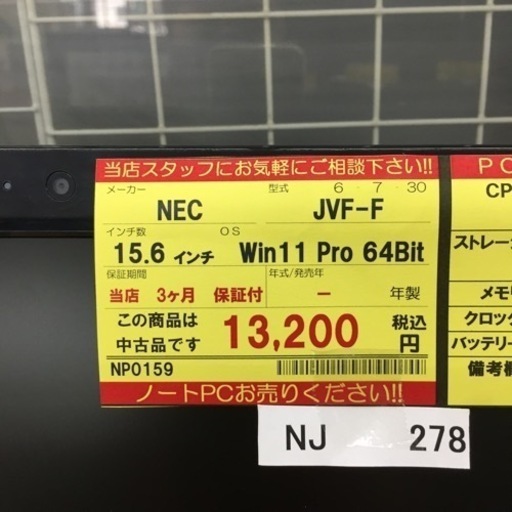 当店スタッフにお気軽にご相談下さい!!
メーカー 型式 6・7・30
NEC JVF-F
インチ数 OS
15.6 インチ Win11 Pro 64Bit
保証期間 年式/発売年
当店 3ヶ月 保証付 － 年製
この商品は 中古品です 13,200 税込 円
NP0159
ノートPCお売りください!!
NJ 278
PC
CP
ストレー
メモリ
クロック
バッテリー
備考欄